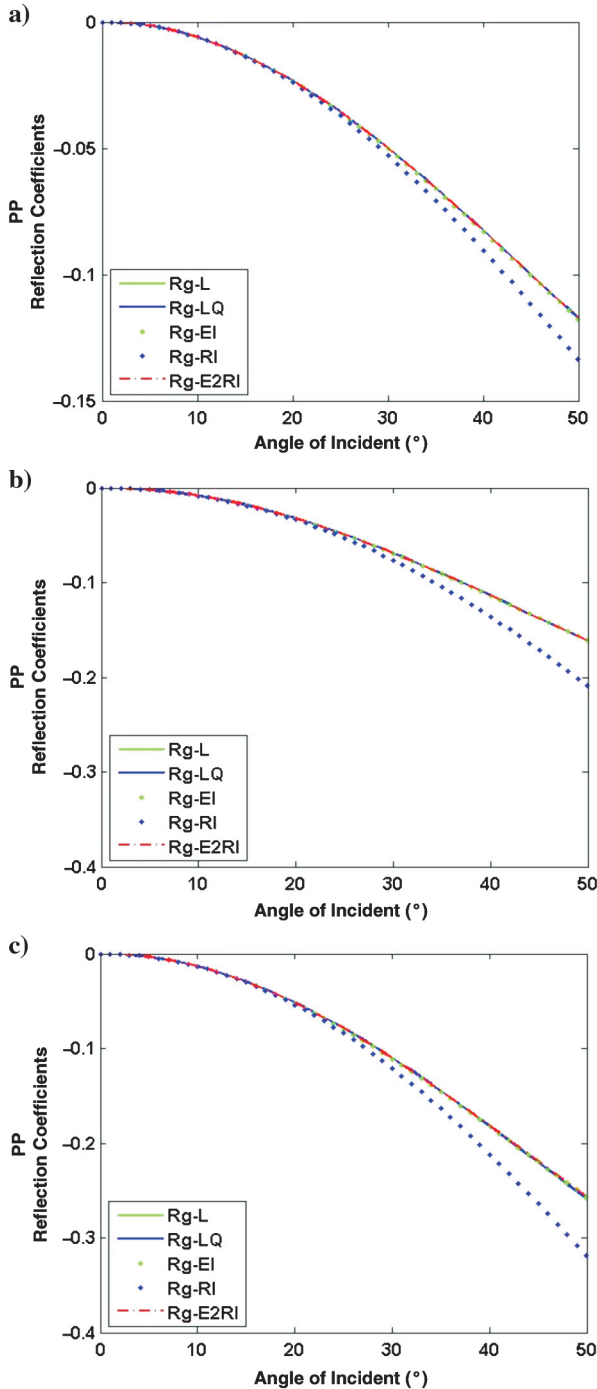 a)
0
−0.05
−0.1
−0.15
PP
Reflection Coefficients
Rg-L
Rg-LQ
Rg-EI
Rg-RI
Rg-E2RI
0 10 20 30 40 50
Angle of Incident (°)
b)
0
−0.1
−0.2
−0.3
−0.4
PP
Reflection Coefficients
Rg-L
Rg-LQ
Rg-EI
Rg-RI
Rg-E2RI
0 10 20 30 40 50
Angle of Incident (°)
c)
0
−0.1
−0.2
−0.3
−0.4
PP
Reflection Coefficients
Rg-L
Rg-LQ
Rg-EI
Rg-RI
Rg-E2RI
0 10 20 30 40 50
Angle of Incident (°)